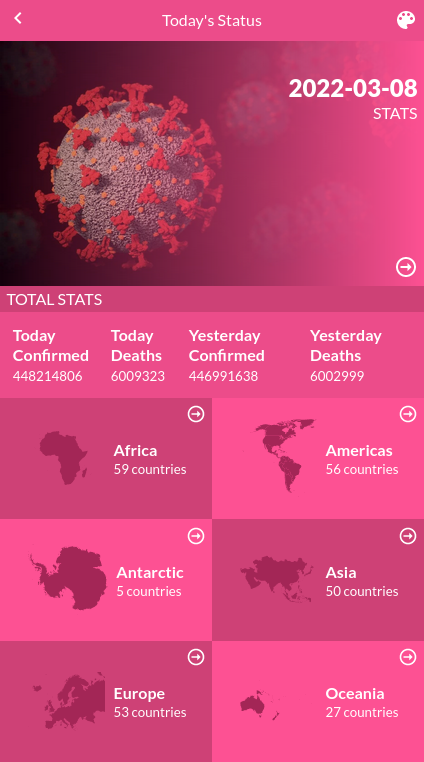 Today's Status
2022-03-08
STATS
TOTAL STATS
Today Confirmed
448214806
Today Deaths
6009323
Yesterday Confirmed
446991638
Yesterday Deaths
6002999
Africa
59 countries
Americas
56 countries
Antarctic
5 countries
Asia
50 countries
Europe
53 countries
Oceania
27 countries